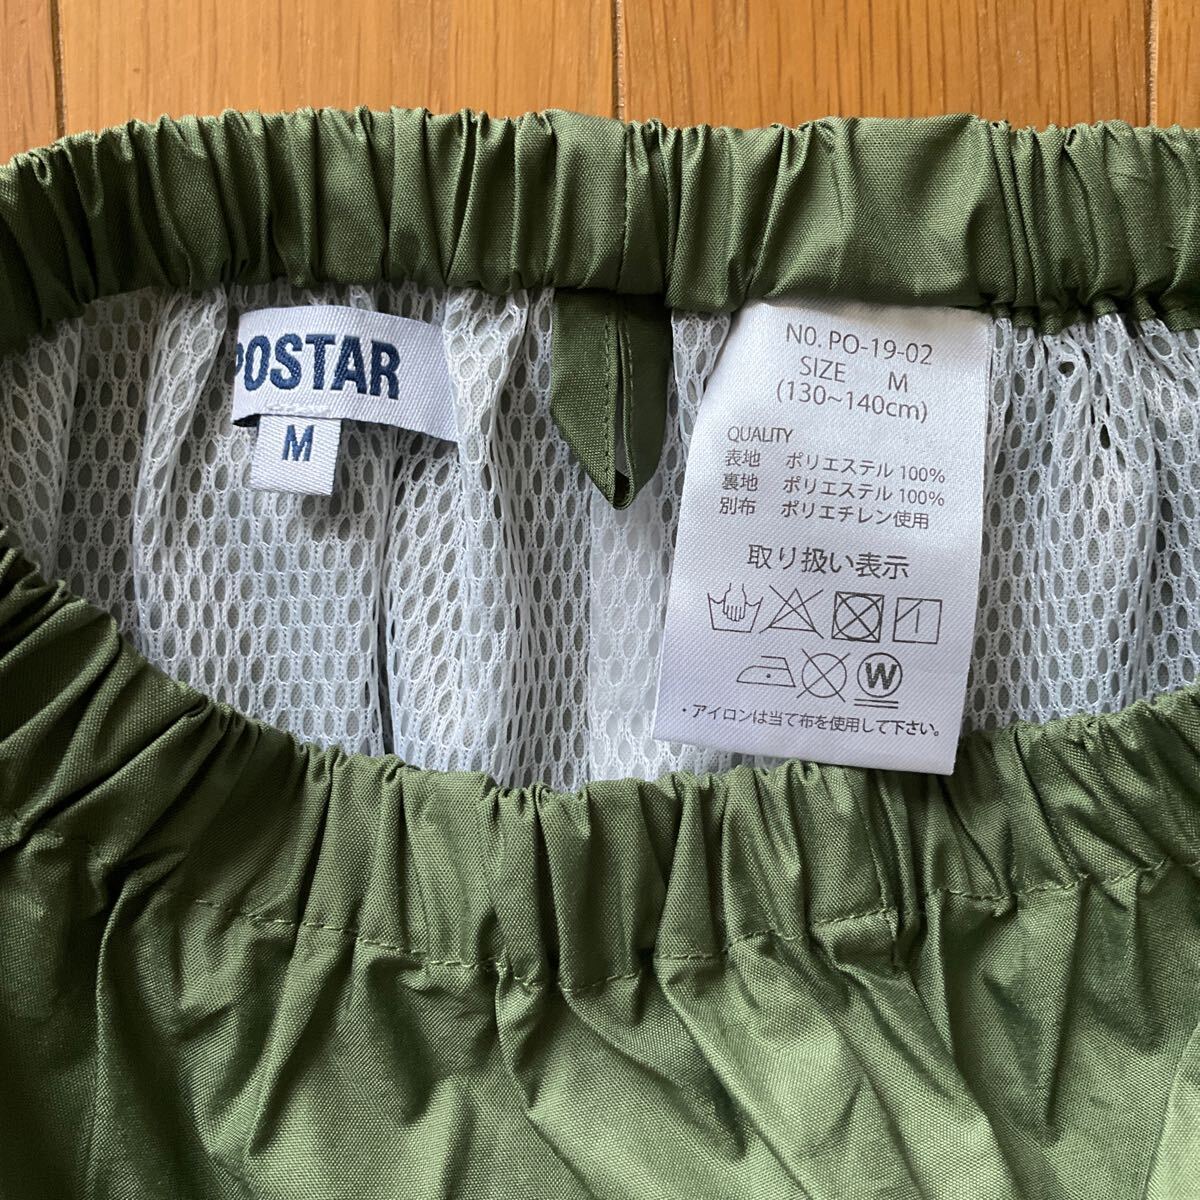 POSTAR
M
NO. PO-19-02
SIZE M
(130~140cm)
QUALITY
表地 ポリエステル 100%
裏地 ポリエステル 100%
別布 ポリエチレン使用
取り扱い表示
W
・アイロンは当て布を使用して下さい。